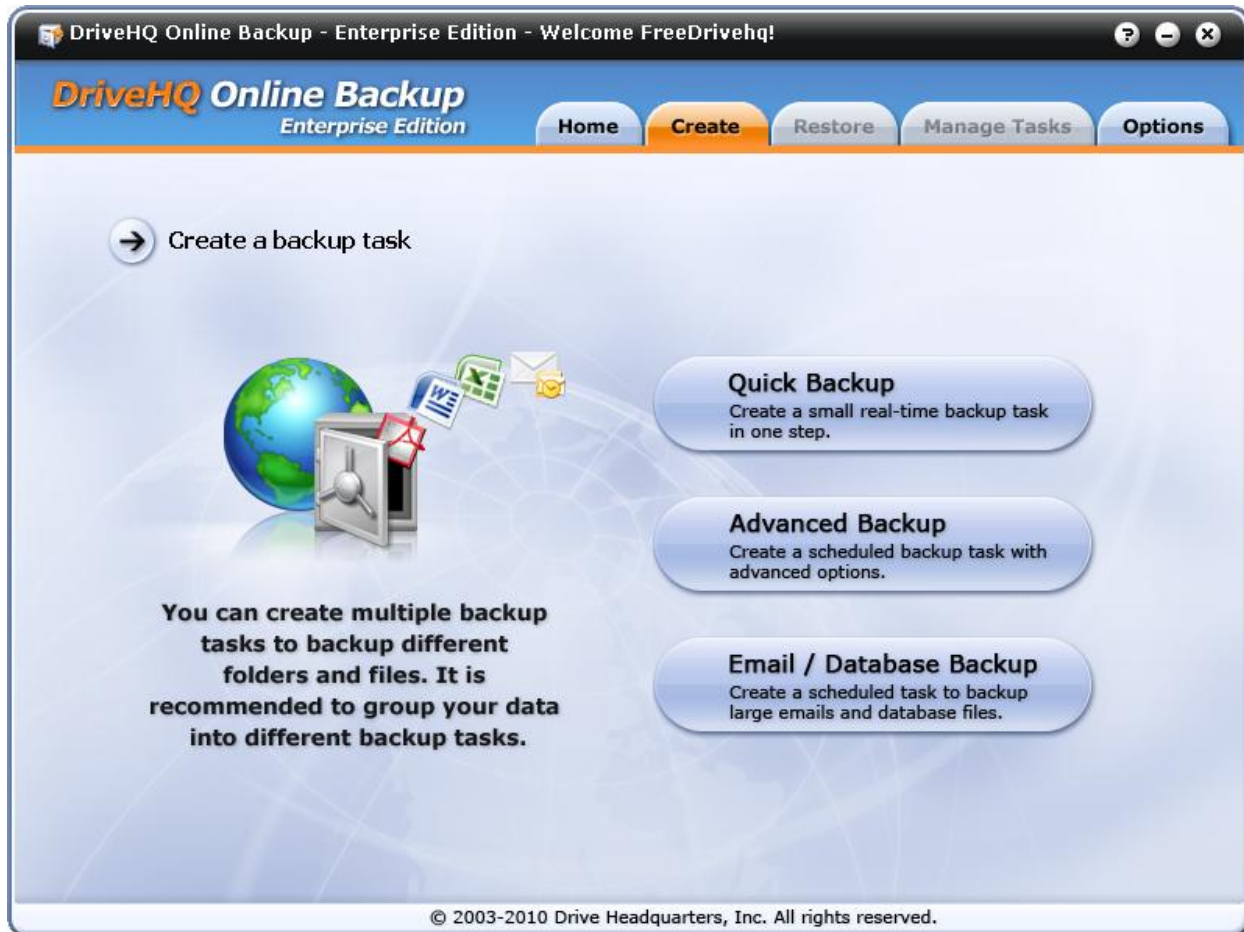 DriveHQ Online Backup - Enterprise Edition - Welcome FreeDrivehq!
DriveHQ Online Backup
Enterprise Edition
Home
Create
Restore
Manage Tasks
Options
Create a backup task
Quick Backup
Create a small real-time backup task
in one step.
Advanced Backup
Create a scheduled backup task with
advanced options.
Email / Database Backup
Create a scheduled task to backup
large emails and database files.
You can create multiple backup
tasks to backup different
folders and files. It is
recommended to group your data
into different backup tasks.
© 2003-2010 Drive Headquarters, Inc. All rights reserved.